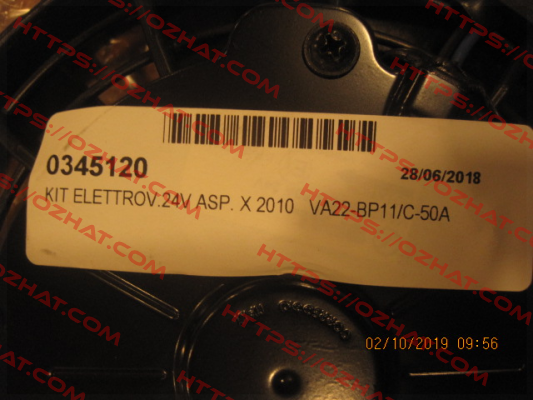 HTTPS://OZHAT.COM
0345120
28/06/2018
KIT ELETTROV.24V ASP. X 2010 VA22-BP11/C-50A
02/10/2019 09:56